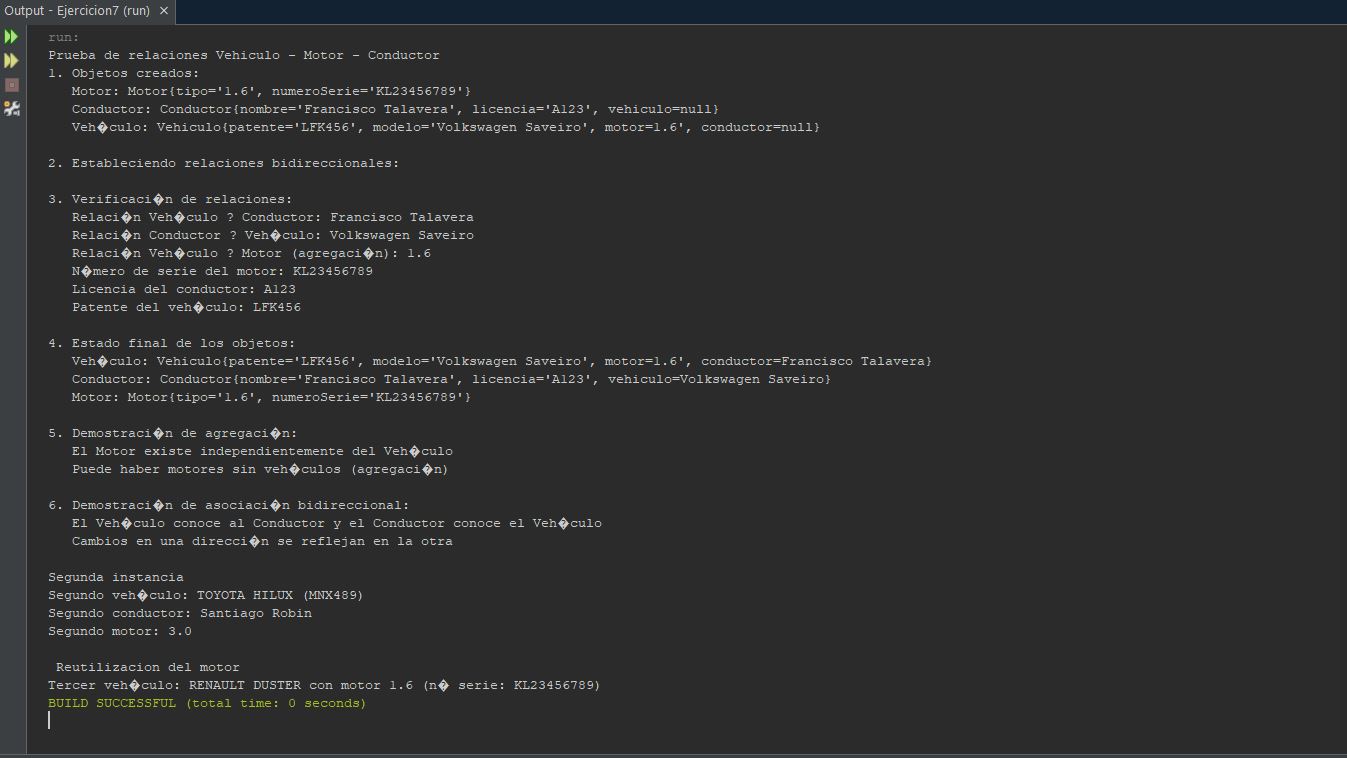 Output - Ejercicion7 (run) ×
run:
Prueba de relaciones Vehiculo - Motor - Conductor
1. Objetos creados:
Motor: Motor{tipo='1.6', numeroSerie='KL23456789'}
Conductor: Conductor{nombre='Francisco Talavera', licencia='A123', vehiculo=null}
Veh�culo: Vehiculo{patente='LFK456', modelo='Volkswagen Saveiro', motor=1.6', conductor=null}
2. Estableciendo relaciones bidireccionales:
3. Verificaci�n de relaciones:
Relaci�n Veh�culo ? Conductor: Francisco Talavera
Relaci�n Conductor ? Veh�culo: Volkswagen Saveiro
Relaci�n Veh�culo ? Motor (agregaci�n): 1.6
N�mero de serie del motor: KL23456789
Licencia del conductor: A123
Patente del veh�culo: LFK456
4. Estado final de los objetos:
Veh�culo: Vehiculo{patente='LFK456', modelo='Volkswagen Saveiro', motor=1.6', conductor=Francisco Talavera}
Conductor: Conductor{nombre='Francisco Talavera', licencia='A123', vehiculo=Volkswagen Saveiro}
Motor: Motor{tipo='1.6', numeroSerie='KL23456789'}
5. Demostraci�n de agregaci�n:
El Motor existe independientemente del Veh�culo
Puede haber motores sin veh�culos (agregaci�n)
6. Demostraci�n de asociaci�n bidireccional:
El Veh�culo conoce al Conductor y el Conductor conoce el Veh�culo
Cambios en una direcci�n se reflejan en la otra
Segunda instancia
Segundo veh�culo: TOYOTA HILUX (MNX489)
Segundo conductor: Santiago Robin
Segundo motor: 3.0
Reutilizacion del motor
Tercer veh�culo: RENAULT DUSTER con motor 1.6 (n� serie: KL23456789)
BUILD SUCCESSFUL (total time: 0 seconds)